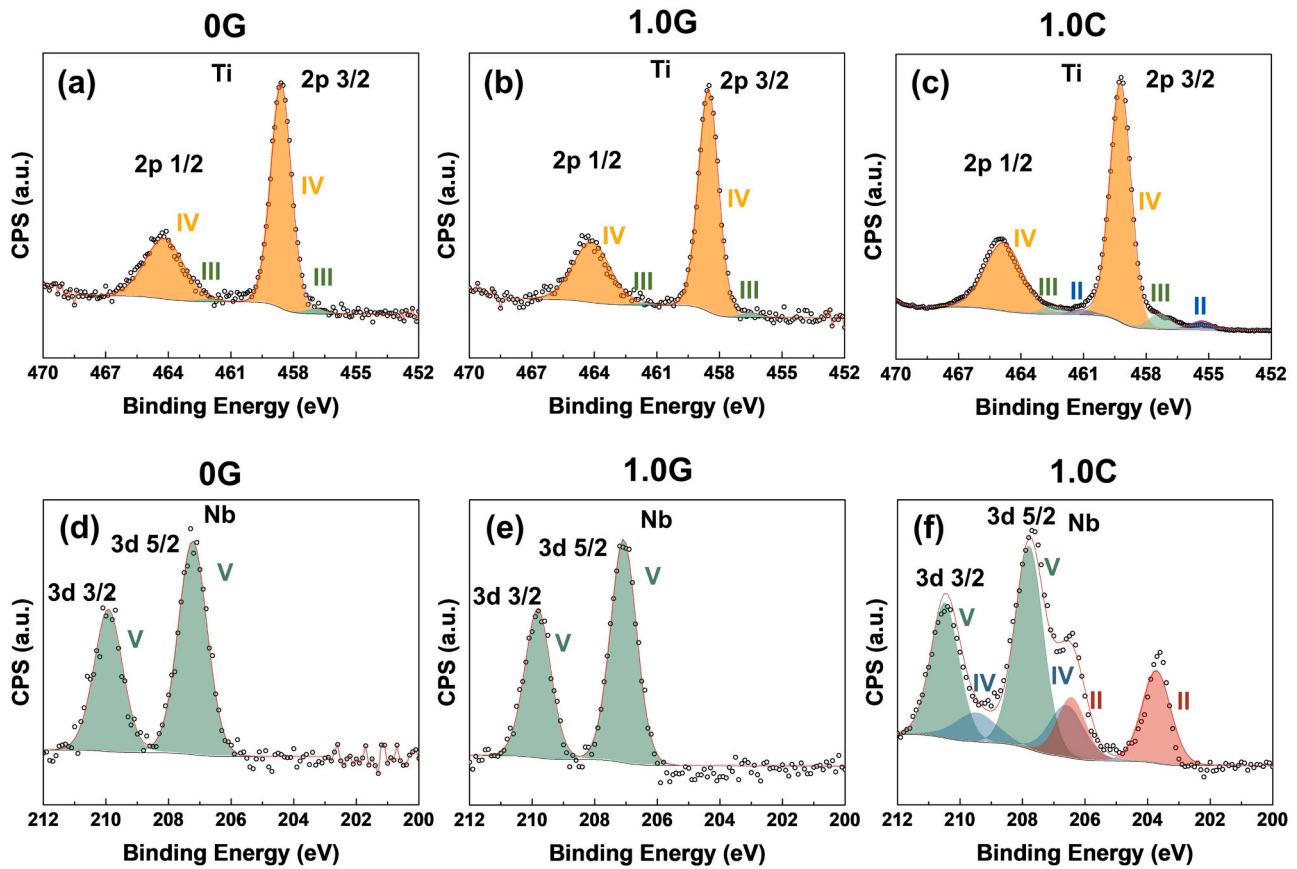 0G
1.0G
1.0C
(a)
Ti
2p 3/2
2p 1/2
IV
IV
III
III
CPS (a.u.)
470 467 464 461 458 455 452
Binding Energy (eV)
(b)
Ti
2p 3/2
2p 1/2
IV
IV
III
III
CPS (a.u.)
470 467 464 461 458 455 452
Binding Energy (eV)
(c)
Ti
2p 3/2
2p 1/2
IV
IV
III
II
III
II
CPS (a.u.)
470 467 464 461 458 455 452
Binding Energy (eV)
0G
1.0G
1.0C
(d)
Nb
3d 5/2
V
3d 3/2
V
CPS (a.u.)
212 210 208 206 204 202 200
Binding Energy (eV)
(e)
Nb
3d 5/2
V
3d 3/2
V
CPS (a.u.)
212 210 208 206 204 202 200
Binding Energy (eV)
(f)
3d 5/2
Nb
V
3d 3/2
V
IV
IV
II
II
CPS (a.u.)
212 210 208 206 204 202 200
Binding Energy (eV)